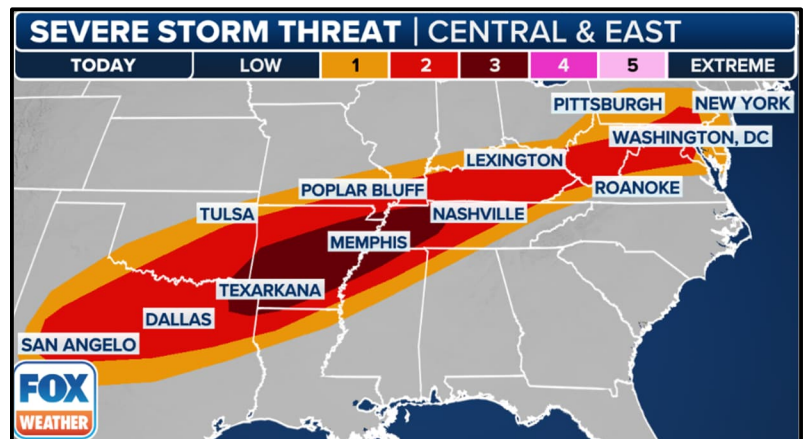 SEVERE STORM THREAT | CENTRAL & EAST
TODAY LOW 1 2 3 4 5 EXTREME
PITTSBURGH NEW YORK
WASHINGTON, DC
LEXINGTON
POPLAR BLUFF ROANOKE
TULSA NASHVILLE
MEMPHIS
TEXARKANA
DALLAS
SAN ANGELO
FOX
WEATHER